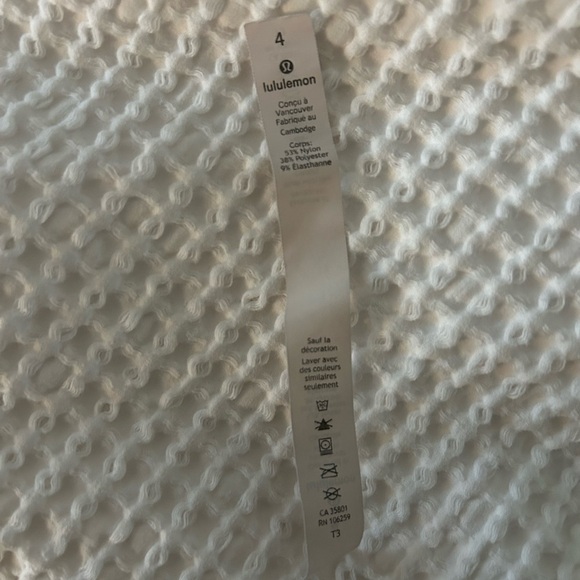 4
lululemon
Conçu à
Vancouver
Fabriqué au
Cambodge
Corps:
53% Nylon
38% Polyester
9% Élasthanne
Sauf la
décoration
Laver avec
des couleurs
similaires
seulement
CA 35801
RN 106259
T3